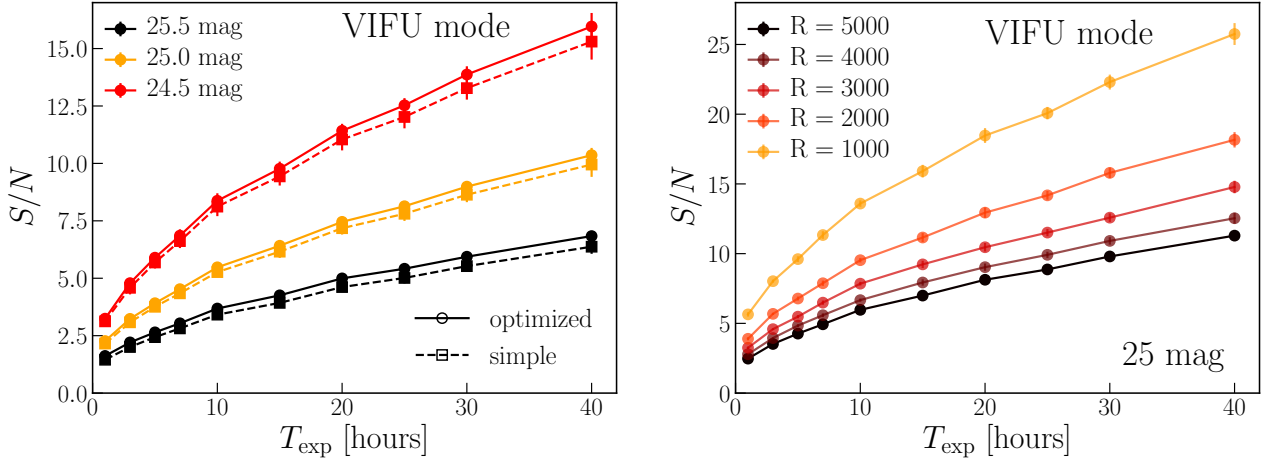 VIFU mode
25.5 mag
25.0 mag
24.5 mag
15.0
12.5
10.0
7.5
5.0
2.5
0.0
S/N
optimized
simple
0 10 20 30 40
T_exp [hours]
VIFU mode
R = 5000
R = 4000
R = 3000
R = 2000
R = 1000
25
20
15
10
5
0
S/N
25 mag
0 10 20 30 40
T_exp [hours]